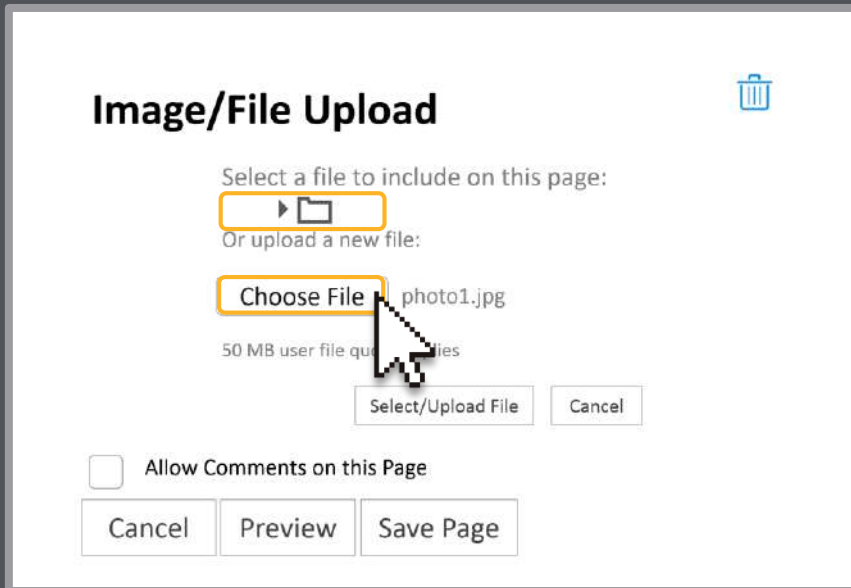 Image/File Upload
Select a file to include on this page:
Or upload a new file:
Choose File photo1.jpg
50 MB user file
Select/Upload File Cancel
Allow Comments on this Page
Cancel Preview Save Page